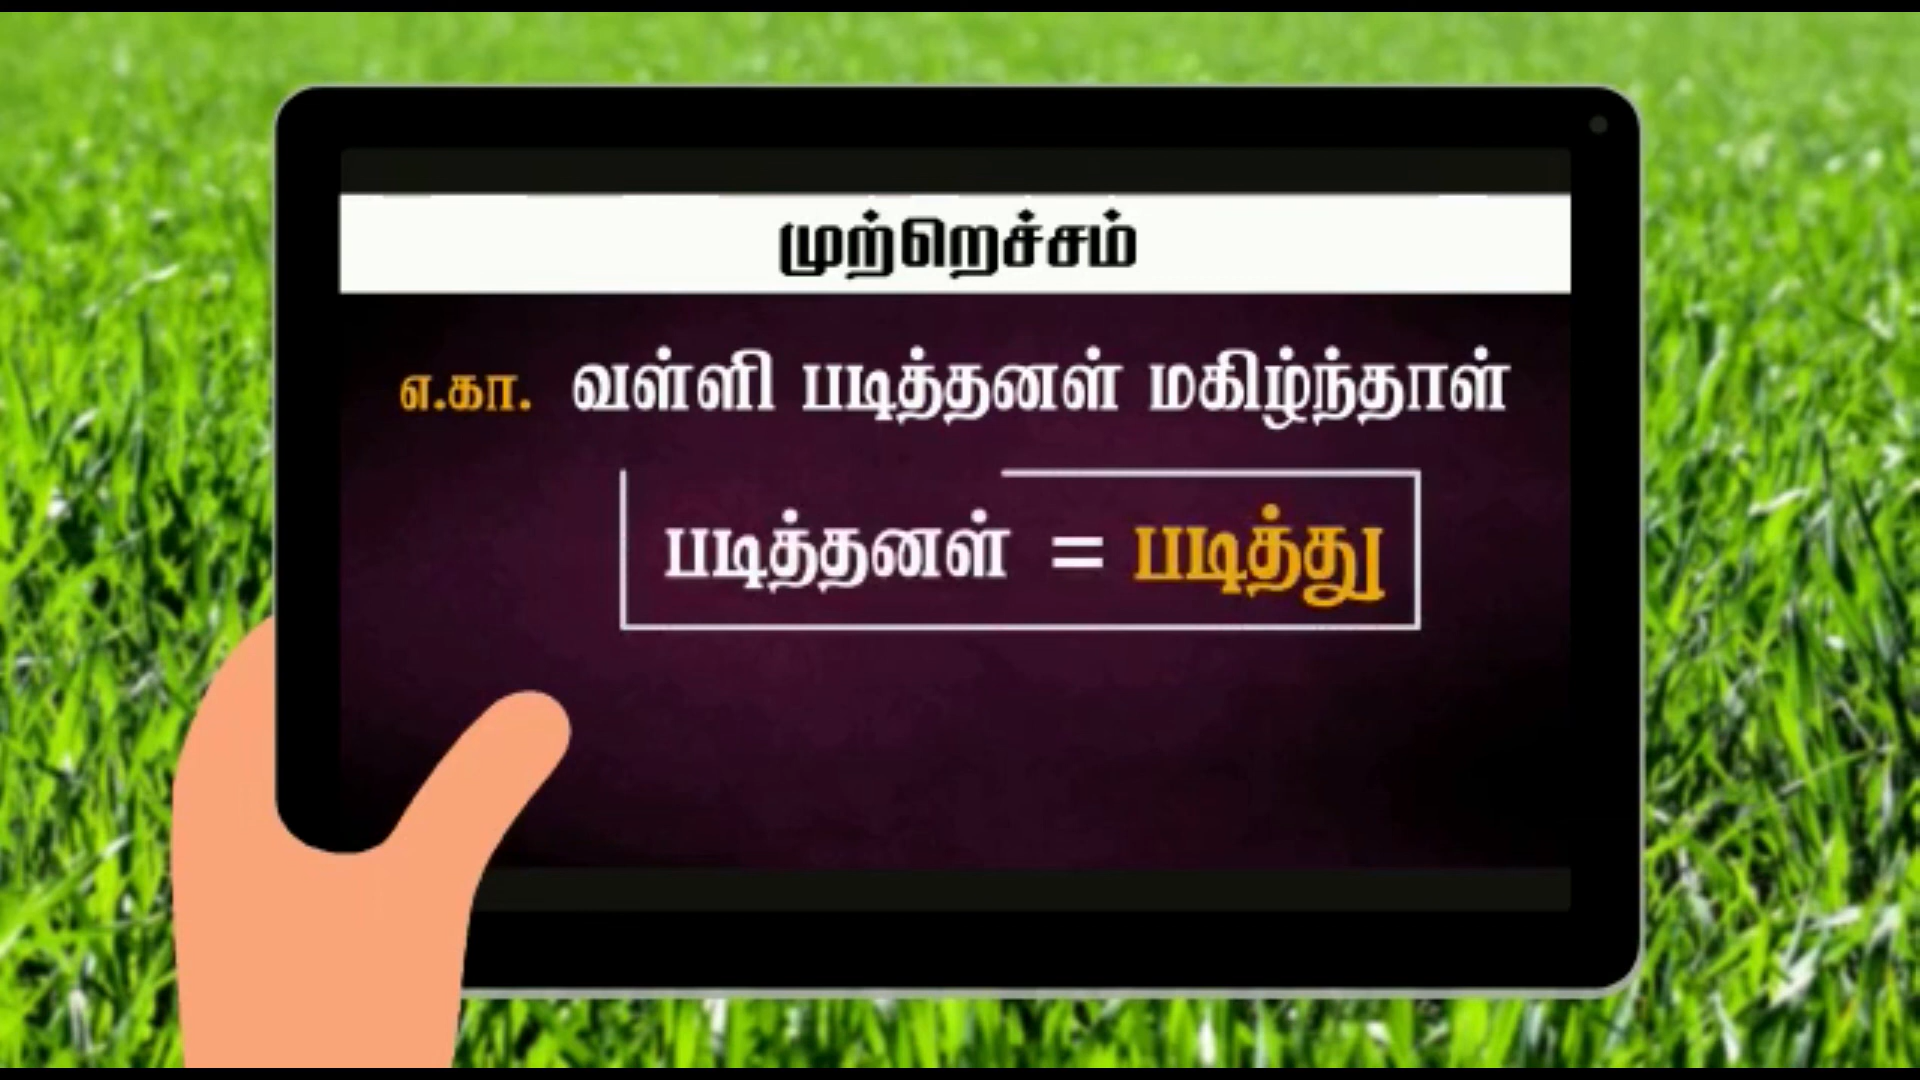 முற்றெச்சம்
எ.கா. வள்ளி படித்தனள் மகிழ்ந்தாள்
படித்தனள் = படித்து